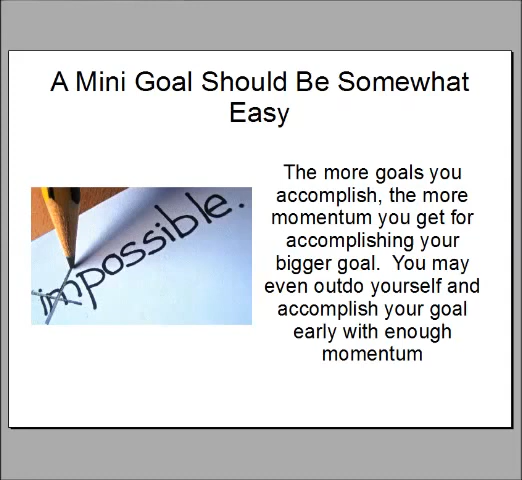 A Mini Goal Should Be Somewhat
Easy
The more goals you
accomplish, the more
momentum you get for
accomplishing your
bigger goal.  You may
even outdo yourself and
accomplish your goal
early with enough
momentum
impossible.